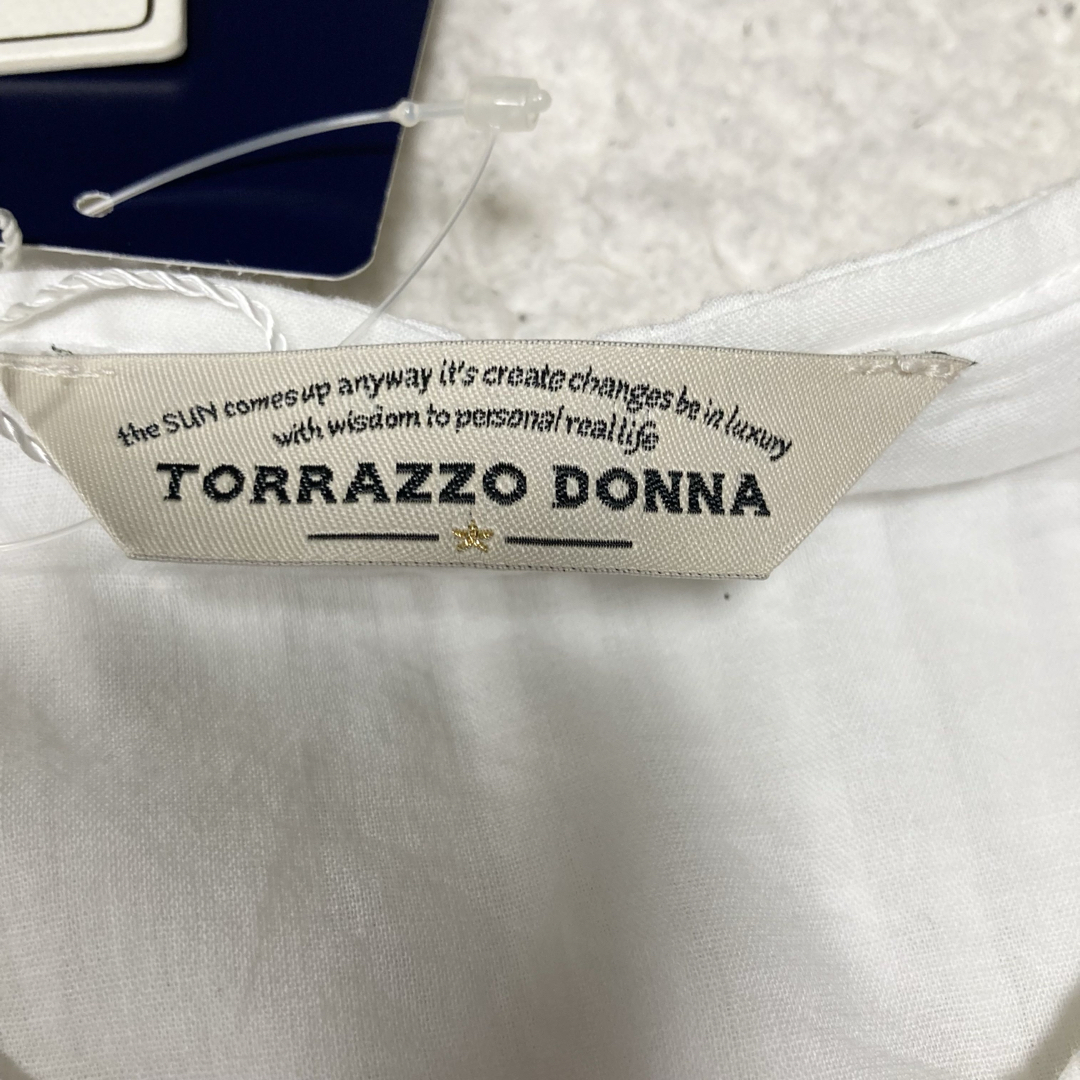 the SUN comes up anyway it's create changes be in luxury
with wisdom to personal real life
TORRAZZO DONNA